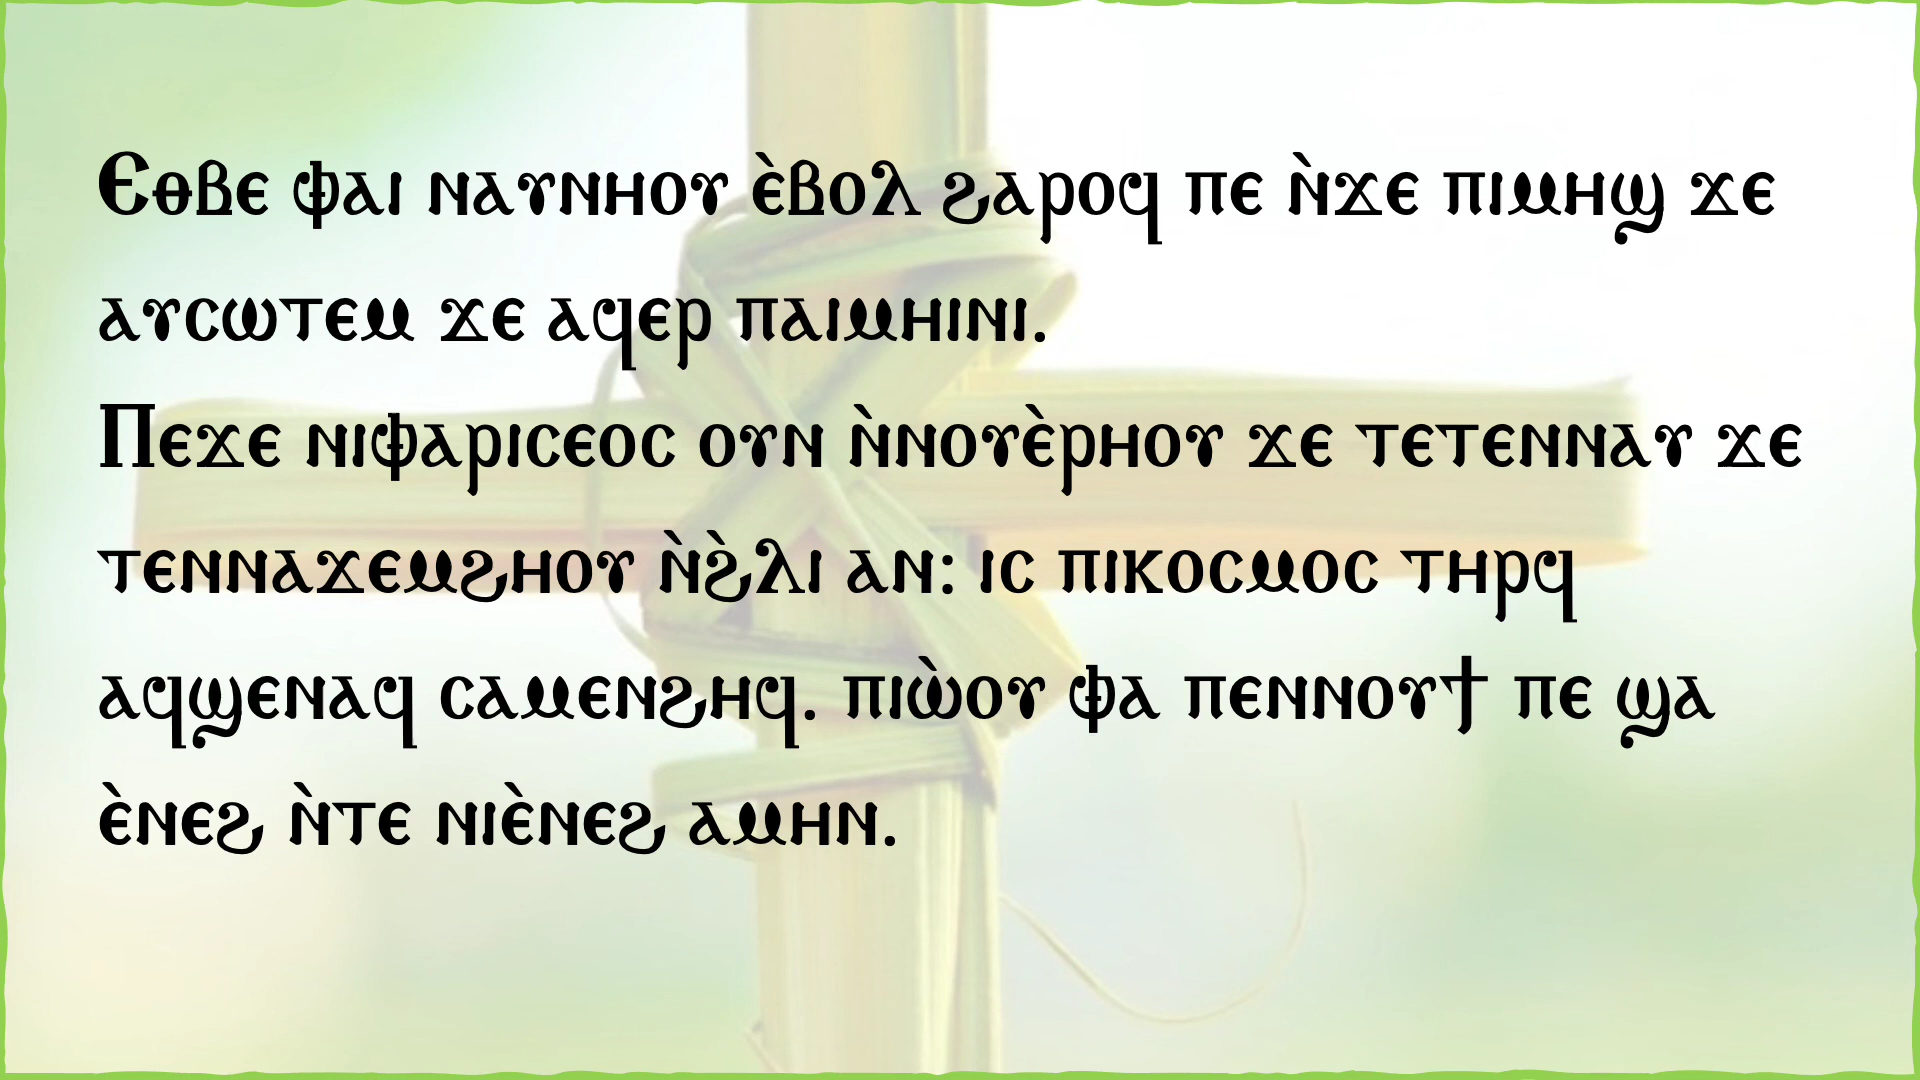 Ⲉⲑⲃⲉ ⲫⲁⲓ ⲛⲁⲩⲛⲏⲟⲩ ⲉ̀ⲃⲟⲗ ϩⲁⲣⲟϥ ⲡⲉ ⲛ̀ϫⲉ ⲡⲓⲙⲏϣ ϫⲉ
ⲁⲩⲥⲱⲧⲉⲙ ϫⲉ ⲁϥⲉⲣ ⲡⲁⲓⲙⲏⲓⲛⲓ.
Ⲡⲉϫⲉ ⲛⲓⲫⲁⲣⲓⲥⲉⲟⲥ ⲟⲩⲛ ⲛ̀ⲛⲟⲩⲉ̀ⲣⲏⲟⲩ ϫⲉ ⲧⲉⲧⲉⲛⲛⲁⲩ ϫⲉ
ⲧⲉⲛⲛⲁϫⲉⲙϩⲏⲟⲩ ⲛ̀ϩ̀ⲗⲓ ⲁⲛ: ⲓⲥ ⲡⲓⲕⲟⲥⲙⲟⲥ ⲧⲏⲣϥ
ⲁϥϣⲉⲛⲁϥ ⲥⲁⲙⲉⲛϩⲏϥ. ⲡⲓⲱ̀ⲟⲩ ⲫⲁ ⲡⲉⲛⲛⲟⲩϯ ⲡⲉ ϣⲁ
ⲉ̀ⲛⲉϩ ⲛ̀ⲧⲉ ⲛⲓⲉ̀ⲛⲉϩ ⲁⲙⲏⲛ.